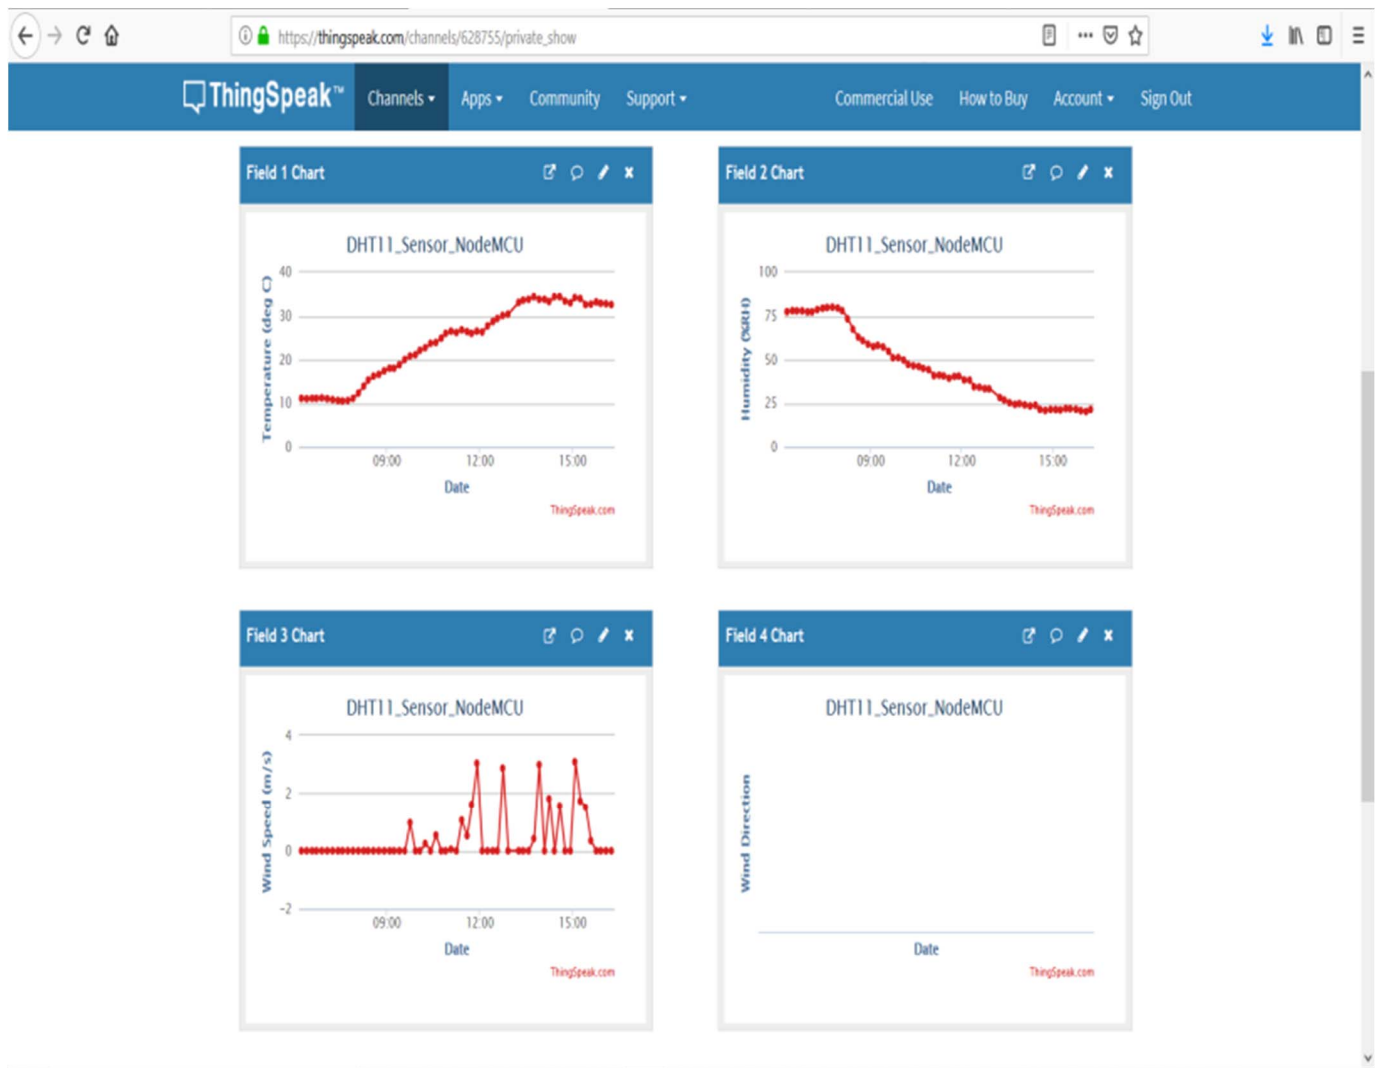 https://thingspeak.com/channels/628755/private_show
ThingSpeak™ Channels Apps Community Support Commercial Use How to Buy Account Sign Out
Field 1 Chart
DHT11_Sensor_NodeMCU
Temperature (deg C)
40
30
20
10
0
09:00 12:00 15:00
Date
ThingSpeak.com
Field 2 Chart
DHT11_Sensor_NodeMCU
Humidity (%RH)
100
75
50
25
0
09:00 12:00 15:00
Date
ThingSpeak.com
Field 3 Chart
DHT11_Sensor_NodeMCU
Wind Speed (m/s)
4
2
0
-2
09:00 12:00 15:00
Date
ThingSpeak.com
Field 4 Chart
DHT11_Sensor_NodeMCU
Wind Direction
Date
ThingSpeak.com